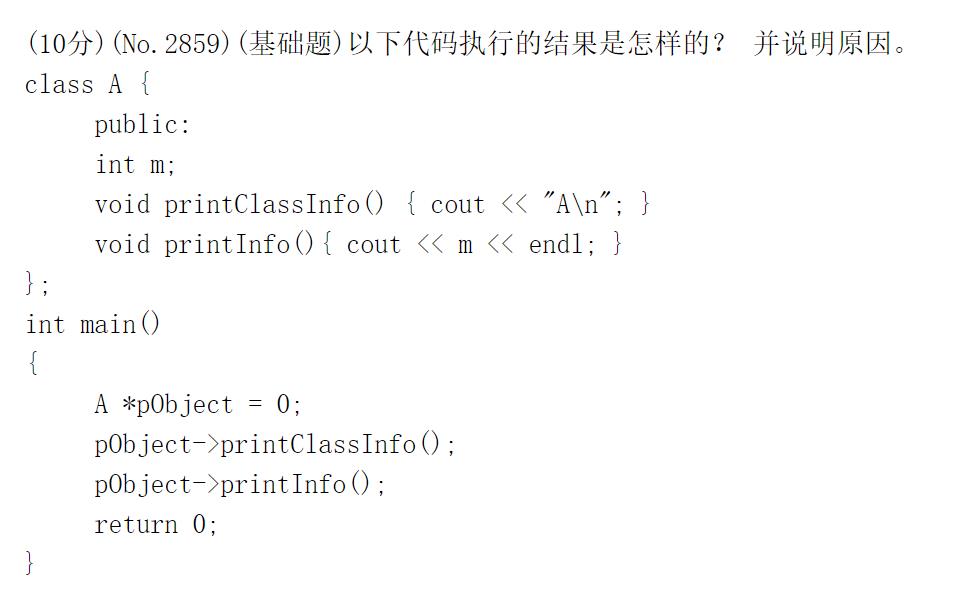 (10分)(No.2859)(基础题)以下代码执行的结果是怎样的? 并说明原因。
class A {
public:
int m;
void printClassInfo() { cout << "A\n"; }
void printInfo(){ cout << m << endl; }
};
int main()
{
A *pObject = 0;
pObject->printClassInfo();
pObject->printInfo();
return 0;
}